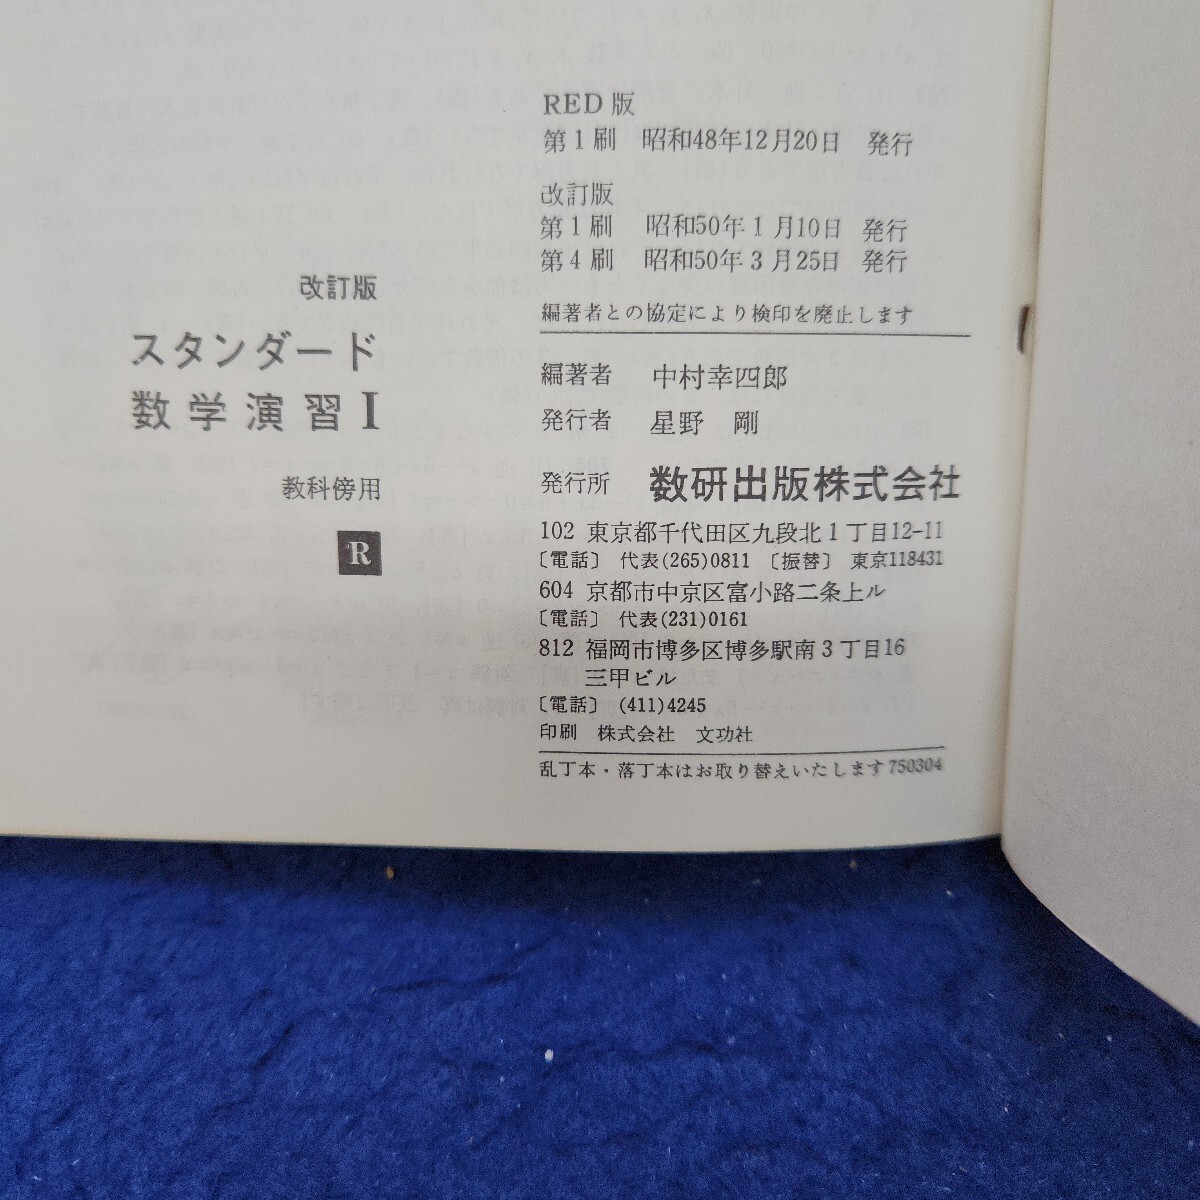 改訂版
スタンダード
数学演習I
教科傍用
R
RED版
第1刷 昭和48年12月20日 発行
改訂版
第1刷 昭和50年1月10日 発行
第4刷 昭和50年3月25日 発行
編著者との協定により検印を廃止します
編著者 中村幸四郎
発行者 星野 剛
発行所 数研出版株式会社
102 東京都千代田区九段北1丁目12-11
〔電話〕 代表(265)0811 〔振替〕 東京118431
604 京都市中京区富小路二条上ル
〔電話〕 代表(231)0161
812 福岡市博多区博多駅南3丁目16
三甲ビル
〔電話〕 (411)4245
印刷 株式会社 文功社
乱丁本・落丁本はお取り替えいたします 750304